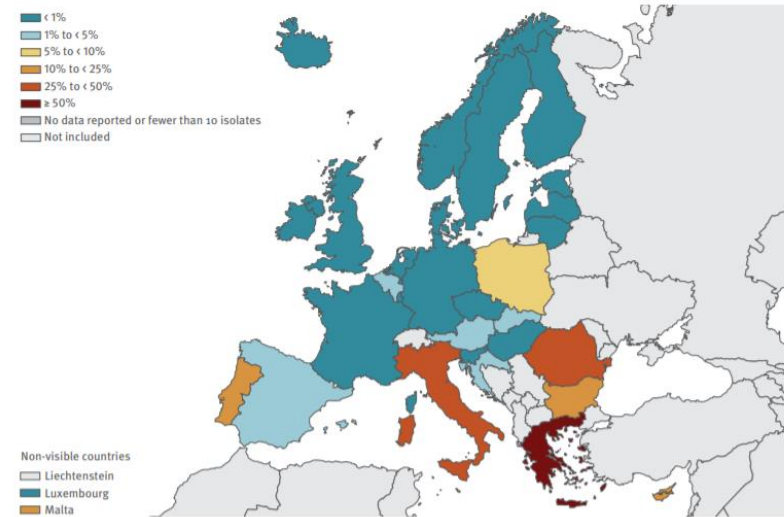 < 1%
1% to < 5%
5% to < 10%
10% to < 25%
25% to < 50%
≥ 50%
No data reported or fewer than 10 isolates
Not included
Non-visible countries
Liechtenstein
Luxembourg
Malta